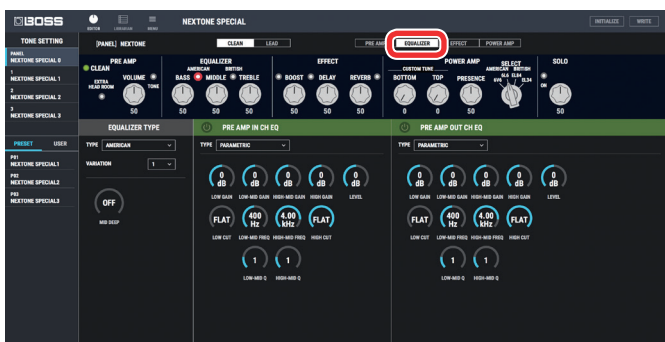 BOSS
EDITOR LIBRARIAN MENU
NEXTONE SPECIAL
INITIALIZE WRITE
TONE SETTING
PANEL
NEXTONE SPECIAL 0
1
NEXTONE SPECIAL 1
2
NEXTONE SPECIAL 2
3
NEXTONE SPECIAL 3
PRESET USER
P01
NEXTONE SPECIAL1
P02
NEXTONE SPECIAL2
P03
NEXTONE SPECIAL3
[PANEL] NEXTONE
CLEAN LEAD
PRE AMP EQUALIZER EFFECT POWER AMP
PRE AMP
CLEAN
EXTRA
HEAD ROOM
VOLUME
TONE
50
EQUALIZER
AMERICAN BRITISH
BASS MIDDLE TREBLE
50 50 50
EFFECT
BOOST DELAY REVERB
50 50 50
POWER AMP
CUSTOM TUNE
BOTTOM TOP PRESENCE
0 0 50
SELECT
AMERICAN BRITISH
6V6 6L6 EL84 EL34
SOLO
ON
50
EQUALIZER TYPE
TYPE AMERICAN
VARIATION 1
OFF
MID DEEP
PRE AMP IN CH EQ
TYPE PARAMETRIC
0 dB 0 dB 0 dB 0 dB 0 dB
LOW GAIN LOW-MID GAIN HIGH-MID GAIN HIGH GAIN LEVEL
FLAT 400 Hz 4.00 kHz FLAT
LOW CUT LOW-MID FREQ HIGH-MID FREQ HIGH CUT
1 1
LOW-MID Q HIGH-MID Q
PRE AMP OUT CH EQ
TYPE PARAMETRIC
0 dB 0 dB 0 dB 0 dB 0 dB
LOW GAIN LOW-MID GAIN HIGH-MID GAIN HIGH GAIN LEVEL
FLAT 400 Hz 4.00 kHz FLAT
LOW CUT LOW-MID FREQ HIGH-MID FREQ HIGH CUT
1 1
LOW-MID Q HIGH-MID Q